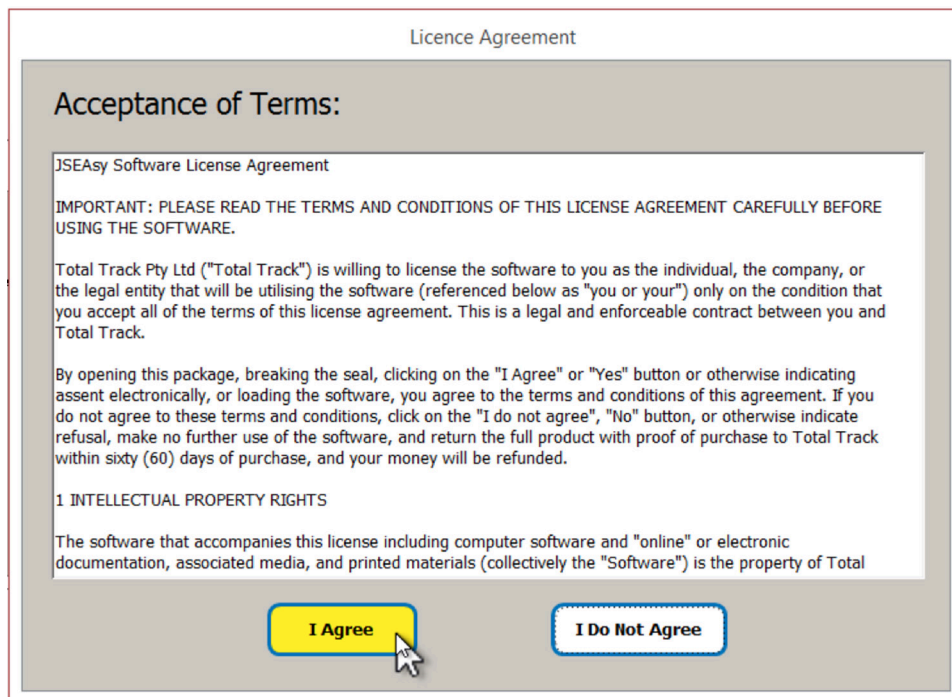 Licence Agreement
Acceptance of Terms:
JSEAsy Software License Agreement
IMPORTANT: PLEASE READ THE TERMS AND CONDITIONS OF THIS LICENSE AGREEMENT CAREFULLY BEFORE
USING THE SOFTWARE.
Total Track Pty Ltd ("Total Track") is willing to license the software to you as the individual, the company, or
the legal entity that will be utilising the software (referenced below as "you or your") only on the condition that
you accept all of the terms of this license agreement. This is a legal and enforceable contract between you and
Total Track.
By opening this package, breaking the seal, clicking on the "I Agree" or "Yes" button or otherwise indicating
assent electronically, or loading the software, you agree to the terms and conditions of this agreement. If you
do not agree to these terms and conditions, click on the "I do not agree", "No" button, or otherwise indicate
refusal, make no further use of the software, and return the full product with proof of purchase to Total Track
within sixty (60) days of purchase, and your money will be refunded.
1 INTELLECTUAL PROPERTY RIGHTS
The software that accompanies this license including computer software and "online" or electronic
documentation, associated media, and printed materials (collectively the "Software") is the property of Total
I Agree
I Do Not Agree